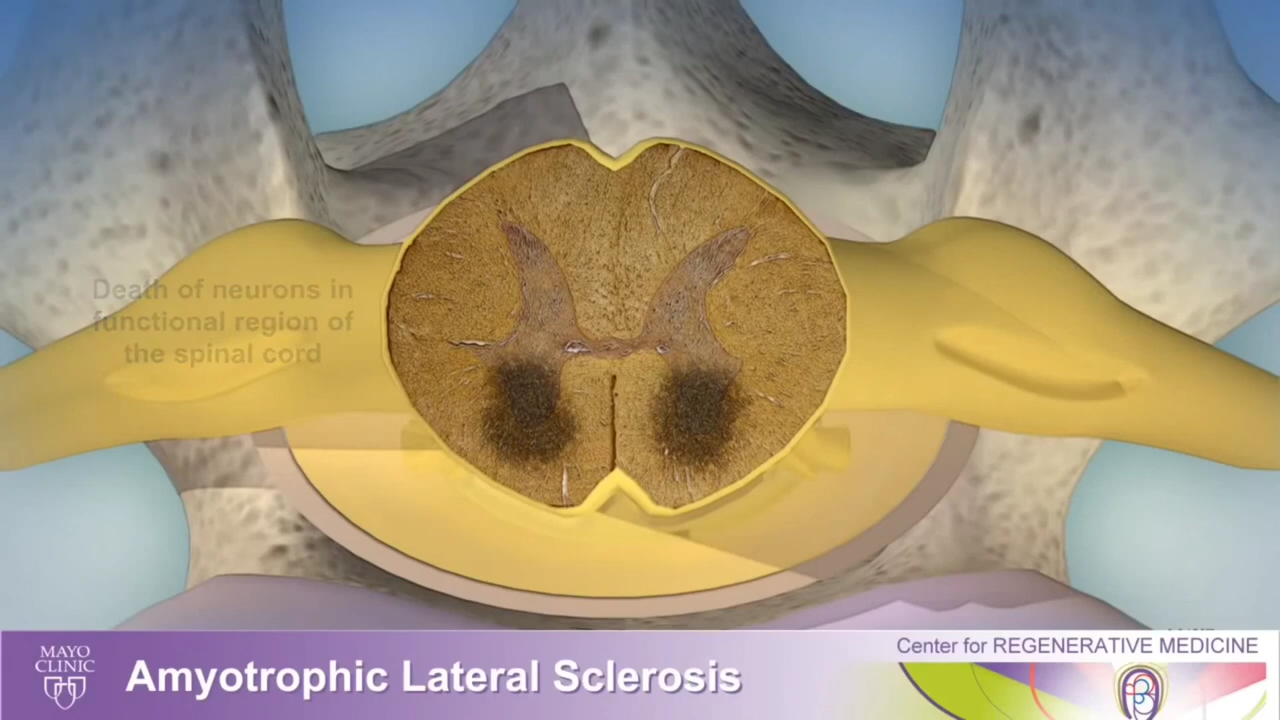 Death of neurons in
functional region of
the spinal cord
MAYO
CLINIC
Amyotrophic Lateral Sclerosis
Center for REGENERATIVE MEDICINE